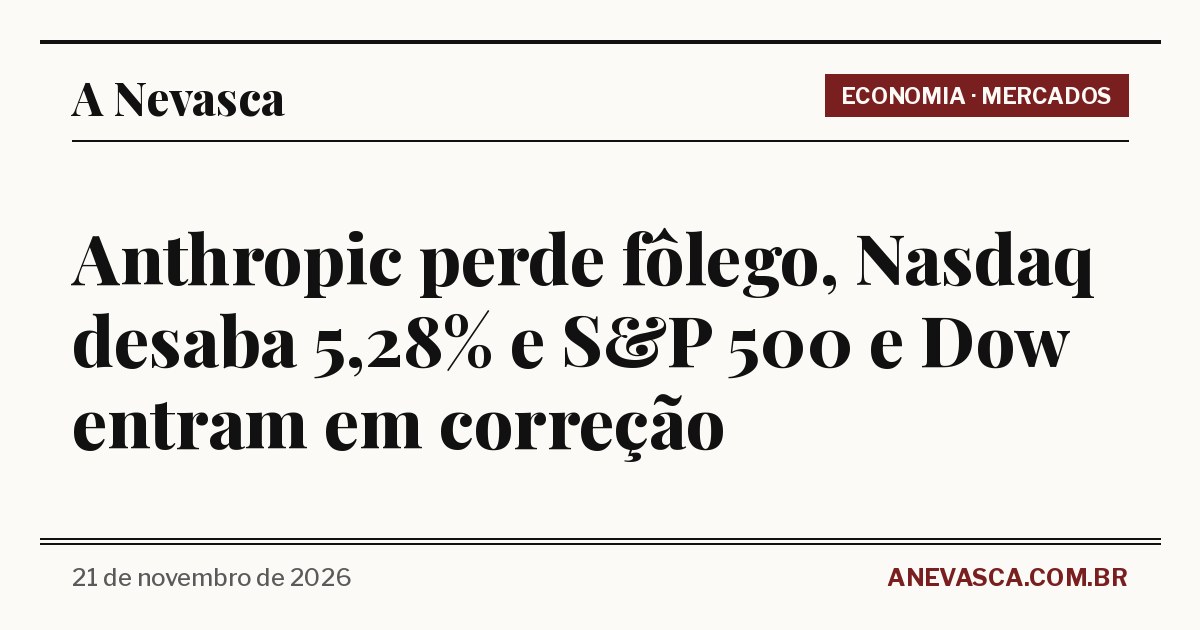 A Nevasca
ECONOMIA · MERCADOS
Anthropic perde fôlego, Nasdaq
desaba 5,28% e S&P 500 e Dow
entram em correção
21 de novembro de 2026
ANEVASCA.COM.BR